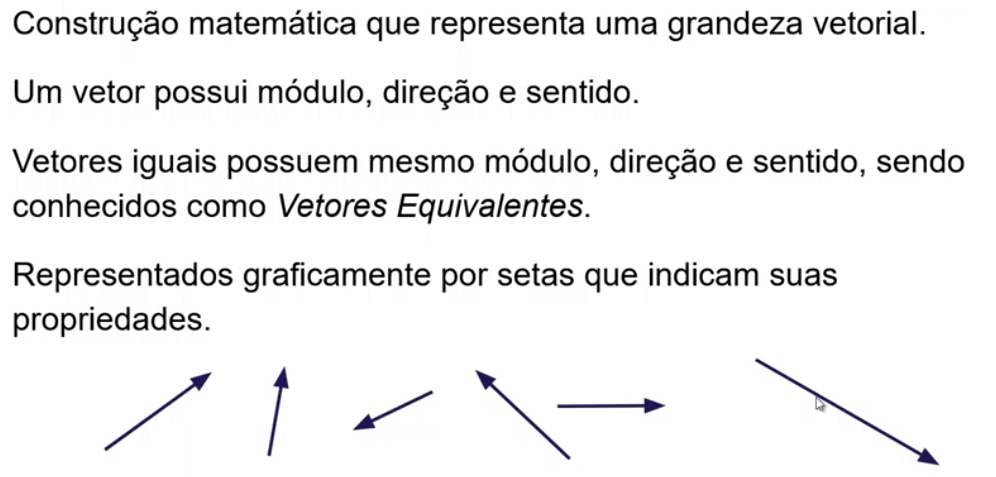 Construção matemática que representa uma grandeza vetorial.
Um vetor possui módulo, direção e sentido.
Vetores iguais possuem mesmo módulo, direção e sentido, sendo
conhecidos como Vetores Equivalentes.
Representados graficamente por setas que indicam suas
propriedades.